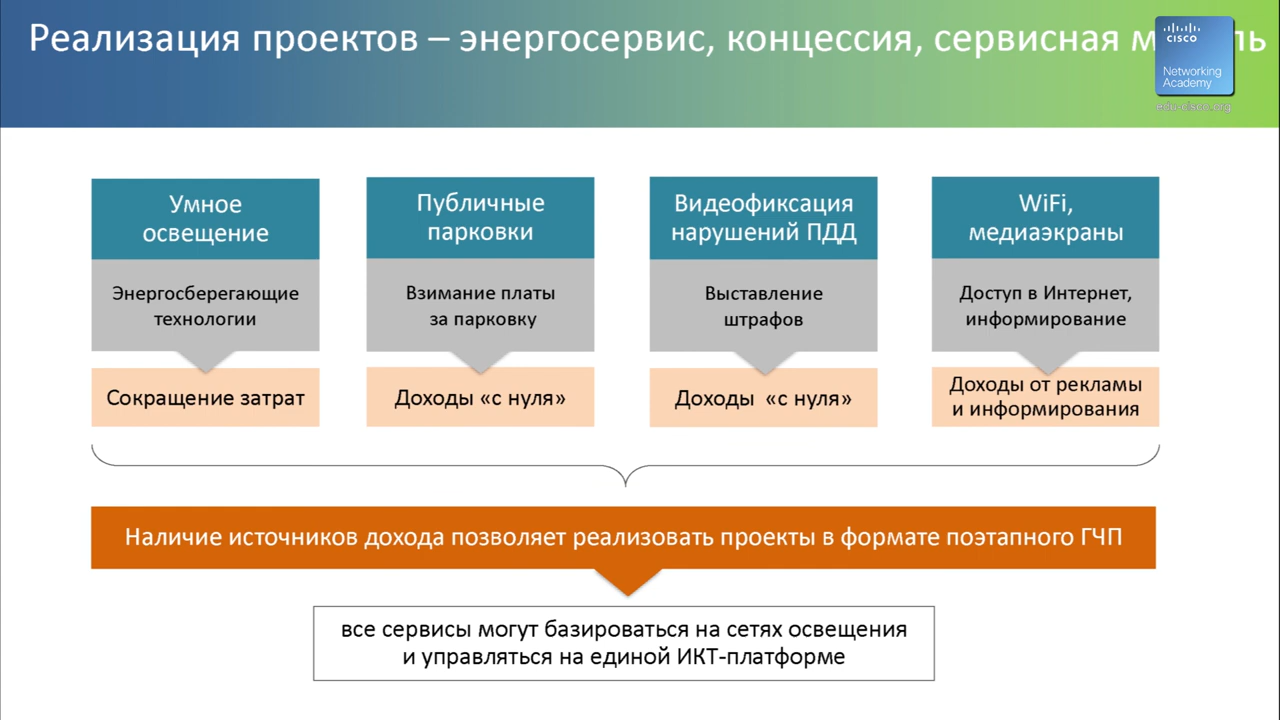 Реализация проектов – энергосервис, концессия, сервисная
cisco
Networking
Academy
edu-cisco.org
Умное
освещение
Энергосберегающие
технологии
Сокращение затрат
Публичные
парковки
Взимание платы
за парковку
Доходы «с нуля»
Видеофиксация
нарушений ПДД
Выставление
штрафов
Доходы «с нуля»
WiFi,
медиаэкраны
Доступ в Интернет,
информирование
Доходы от рекламы
и информирования
Наличие источников дохода позволяет реализовать проекты в формате поэтапного ГЧП
все сервисы могут базироваться на сетях освещения
и управляться на единой ИКТ-платформе